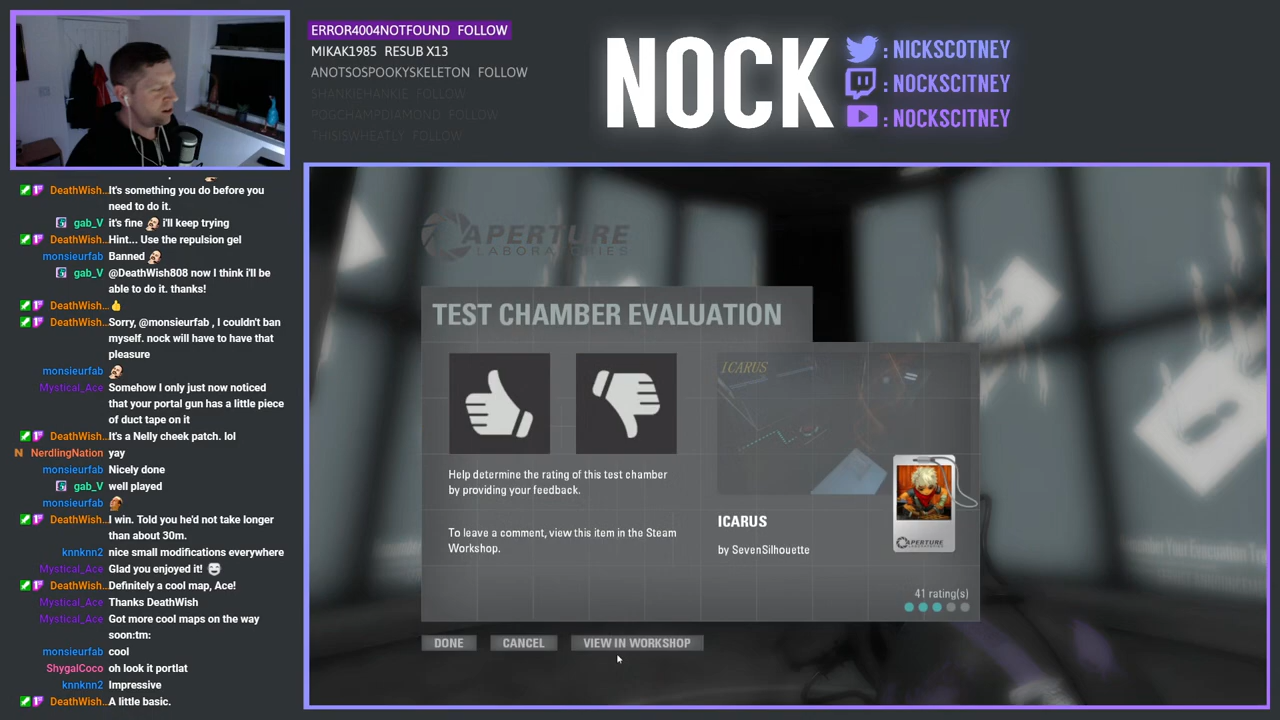 ERROR4004NOTFOUND FOLLOW
MIKAK1985 RESUB X13
ANOTSOSPOOKYSKELETON FOLLOW
SHANKIEHANKIE FOLLOW
POGCHAMPDIAMOND FOLLOW
THISISWHEATLY FOLLOW
NOCK
: NICKSCOTNEY
: NOCKSCITNEY
: NOCKSCITNEY
DeathWish.. It's something you do before you
need to do it.
gab_V it's fine i'll keep trying
DeathWish.. Hint... Use the repulsion gel
monsieurfab Banned
gab_V @DeathWish808 now I think i'll be
able to do it. thanks!
DeathWish.. 👍
DeathWish.. Sorry, @monsieurfab , I couldn't ban
myself. nock will have to have that
pleasure
monsieurfab
Mystical_Ace Somehow I only just now noticed
that your portal gun has a little piece
of duct tape on it
DeathWish.. It's a Nelly cheek patch. lol
NerdlingNation yay
monsieurfab Nicely done
gab_V well played
monsieurfab
DeathWish.. I win. Told you he'd not take longer
than about 30m.
knnknn2 nice small modifications everywhere
Mystical_Ace Glad you enjoyed it!
DeathWish.. Definitely a cool map, Ace!
Mystical_Ace Thanks DeathWish
Mystical_Ace Got more cool maps on the way
soon:tm:
monsieurfab cool
ShygalCoco oh look it portlat
knnknn2 Impressive
DeathWish.. A little basic.
APERTURE
LABORATORIES
TEST CHAMBER EVALUATION
ICARUS
Help determine the rating of this test chamber
by providing your feedback.
To leave a comment, view this item in the Steam
Workshop.
ICARUS
by SevenSilhouette
APERTURE
41 rating(s)
DONE
CANCEL
VIEW IN WORKSHOP